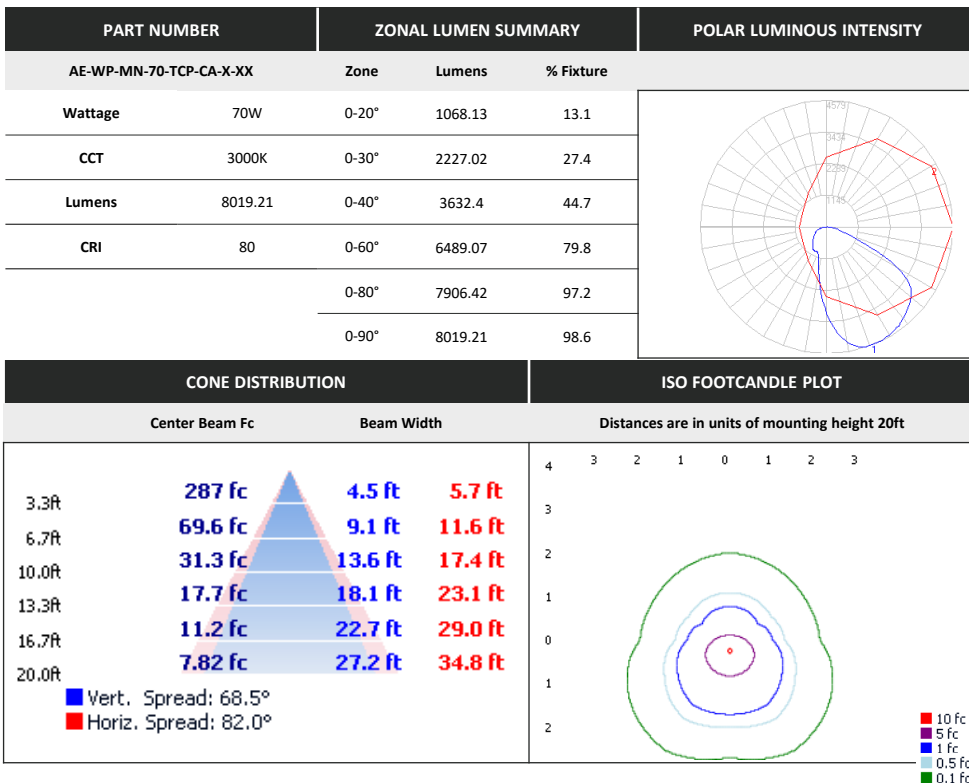 PART NUMBER
ZONAL LUMEN SUMMARY
POLAR LUMINOUS INTENSITY
AE-WP-MN-70-TCP-CA-X-XX
Zone Lumens % Fixture
Wattage 70W
0-20° 1068.13 13.1
CCT 3000K
0-30° 2227.02 27.4
Lumens 8019.21
0-40° 3632.4 44.7
CRI 80
0-60° 6489.07 79.8
0-80° 7906.42 97.2
0-90° 8019.21 98.6
4579
3434
2289
1145
2
1
CONE DISTRIBUTION
ISO FOOTCANDLE PLOT
Center Beam Fc Beam Width
Distances are in units of mounting height 20ft
3.3ft 287 fc 4.5 ft 5.7 ft
6.7ft 69.6 fc 9.1 ft 11.6 ft
10.0ft 31.3 fc 13.6 ft 17.4 ft
13.3ft 17.7 fc 18.1 ft 23.1 ft
16.7ft 11.2 fc 22.7 ft 29.0 ft
20.0ft 7.82 fc 27.2 ft 34.8 ft
Vert. Spread: 68.5°
Horiz. Spread: 82.0°
4 3 2 1 0 1 2 3
3
2
1
0
1
2
10 fc
5 fc
1 fc
0.5 fc
0.1 fc